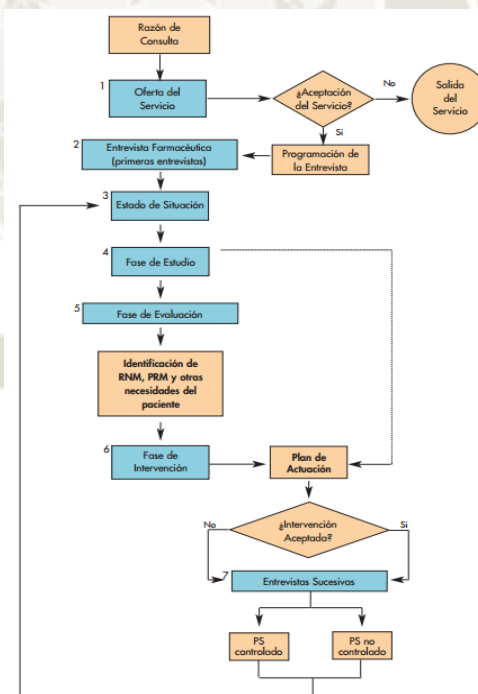 Razón de
Consulta
1
Oferta del
Servicio
¿Aceptación
del Servicio?
No
Salida
del
Servicio
Si
2
Entrevista Farmacéutica
(primeras entrevistas)
Programación de
la Entrevista
3
Estado de Situación
4
Fase de Estudio
5
Fase de Evaluación
Identificación de
RNM, PRM y otras
necesidades del
paciente
6
Fase de
Intervención
Plan de
Actuación
No
¿Intervención
Aceptada?
Si
7
Entrevistas Sucesivas
PS
controlado
PS no
controlado